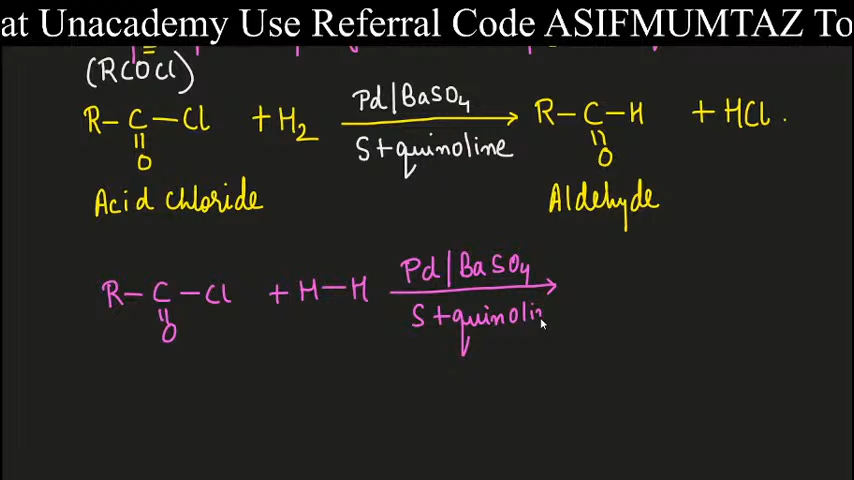 at Unacademy Use Referral Code ASIFMUMTAZ To
(RCOCl)
R–C–Cl + H2 Pd|BaSO4 R–C–H + HCl.
|| S+quinoline ||
O O
Acid chloride Aldehyde
R–C–Cl + H–H Pd|BaSO4
|| S+quinoli
O